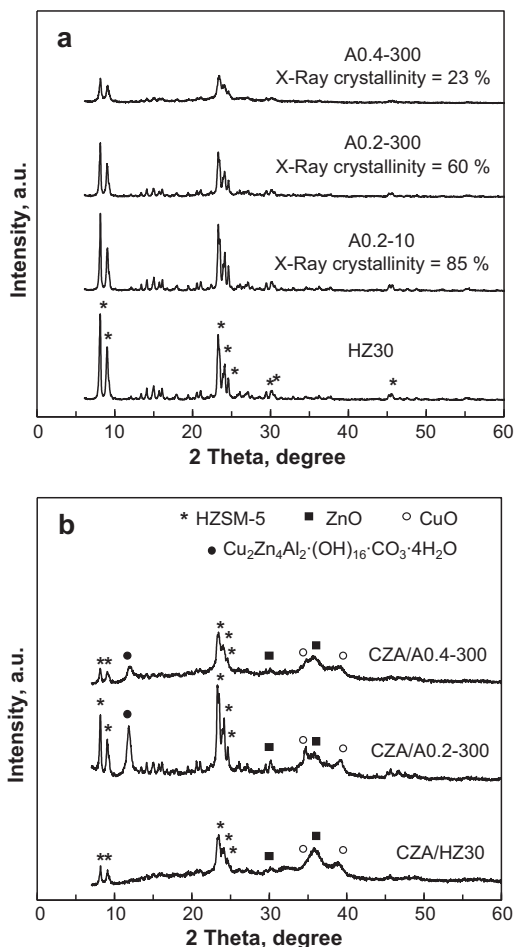 a
A0.4-300
X-Ray crystallinity = 23 %
A0.2-300
X-Ray crystallinity = 60 %
A0.2-10
X-Ray crystallinity = 85 %
* * * * * * * *
HZ30
Intensity, a.u.
0 10 20 30 40 50 60
2 Theta, degree
b
* HZSM-5 ■ ZnO ○ CuO
● Cu₂Zn₄Al₂·(OH)₁₆·CO₃·4H₂O
CZA/A0.4-300
CZA/A0.2-300
CZA/HZ30
Intensity, a.u.
0 10 20 30 40 50 60
2 Theta, degree